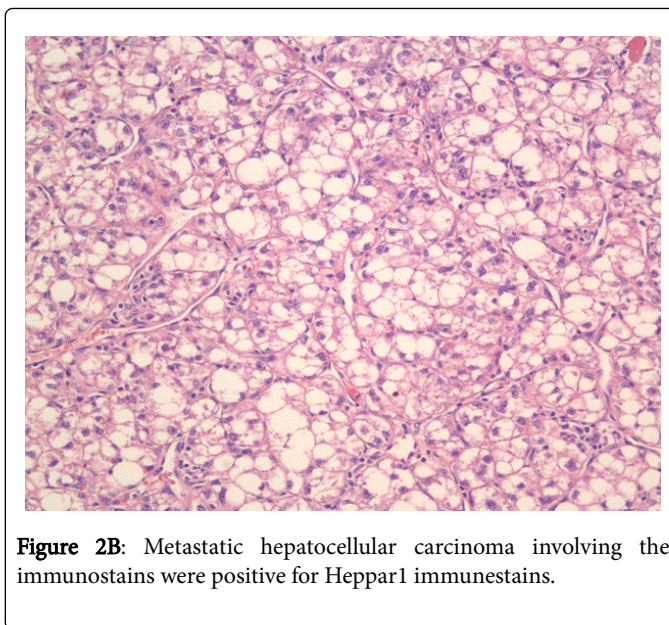 Figure 2B: Metastatic hepatocellular carcinoma involving the
immunostains were positive for Heppar1 immunestains.